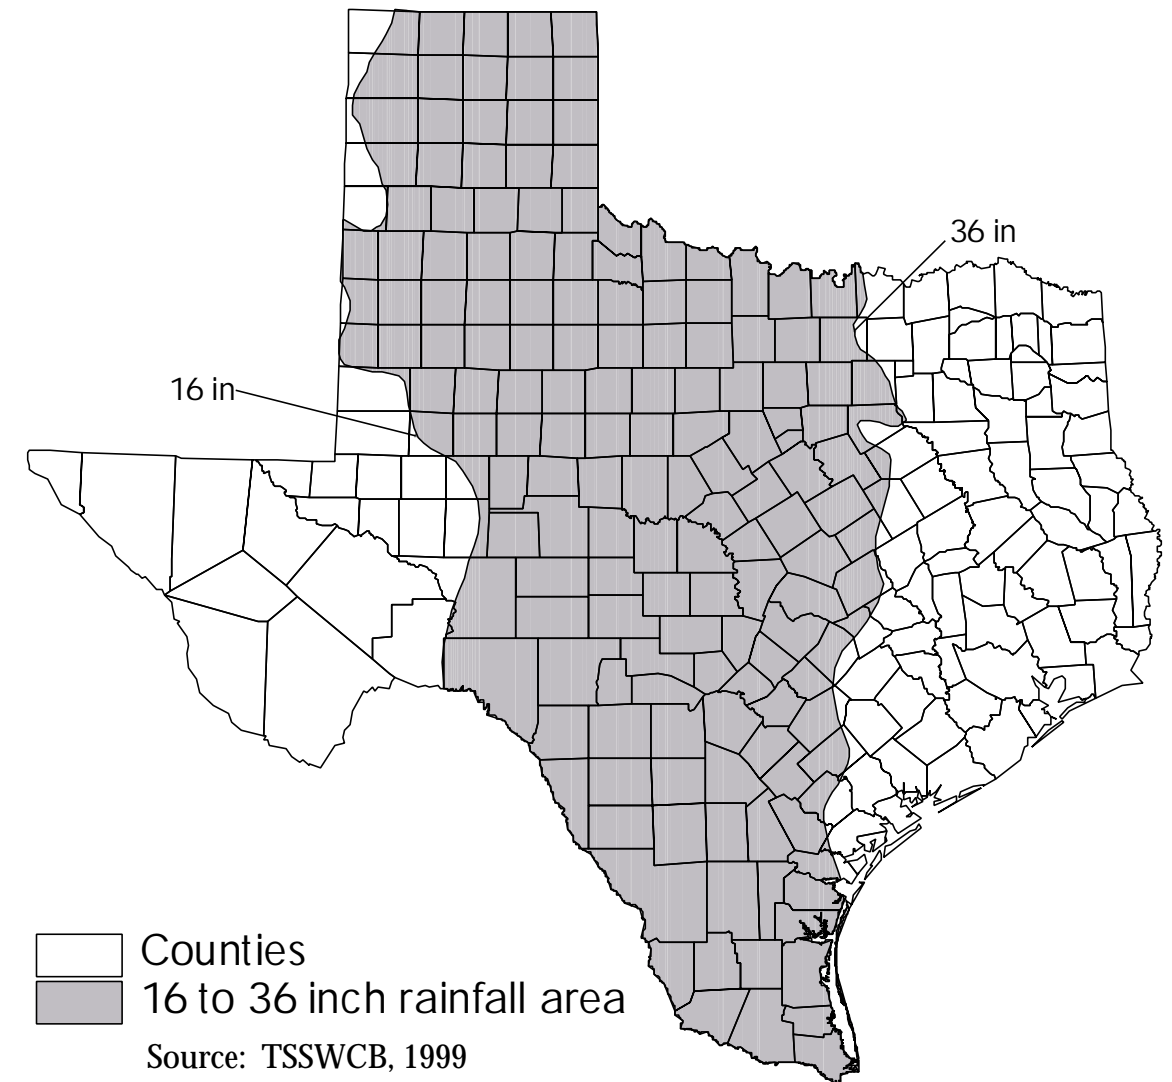 36 in
16 in
Counties
16 to 36 inch rainfall area
Source: TSSWCB, 1999